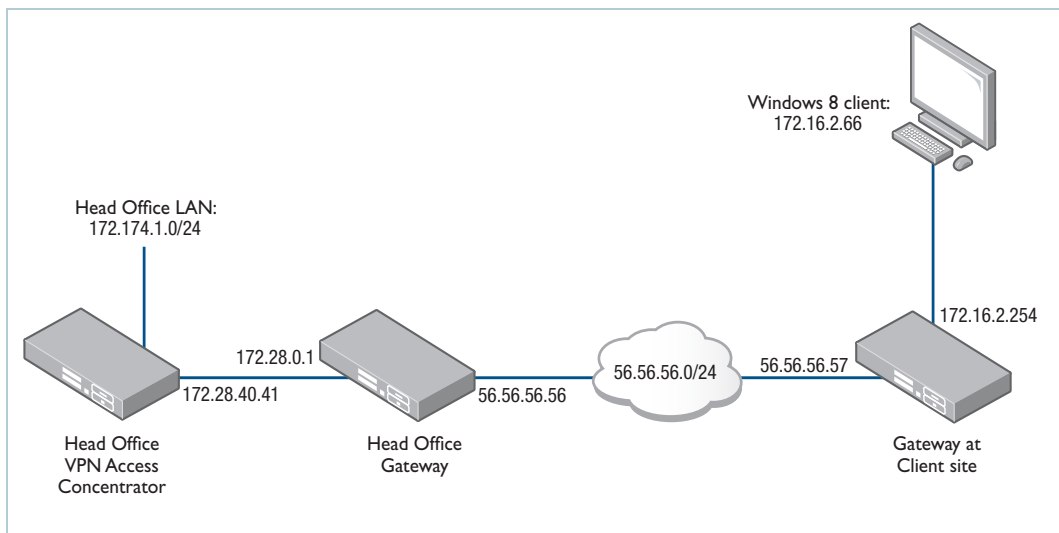 Windows 8 client:
172.16.2.66
Head Office LAN:
172.174.1.0/24
172.16.2.254
172.28.0.1
56.56.56.0/24
56.56.56.57
172.28.40.41
56.56.56.56
Head Office
VPN Access
Concentrator
Head Office
Gateway
Gateway at
Client site